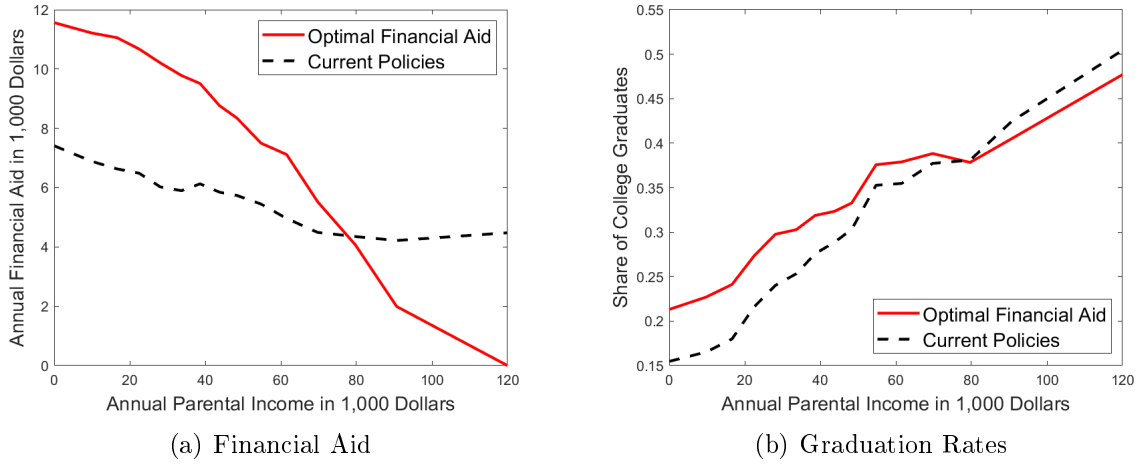 12
10
8
6
4
2
0
0 20 40 60 80 100 120
Annual Financial Aid in 1,000 Dollars
Annual Parental Income in 1,000 Dollars
Optimal Financial Aid
Current Policies
(a) Financial Aid
0.55
0.5
0.45
0.4
0.35
0.3
0.25
0.2
0.15
0 20 40 60 80 100 120
Share of College Graduates
Annual Parental Income in 1,000 Dollars
Optimal Financial Aid
Current Policies
(b) Graduation Rates